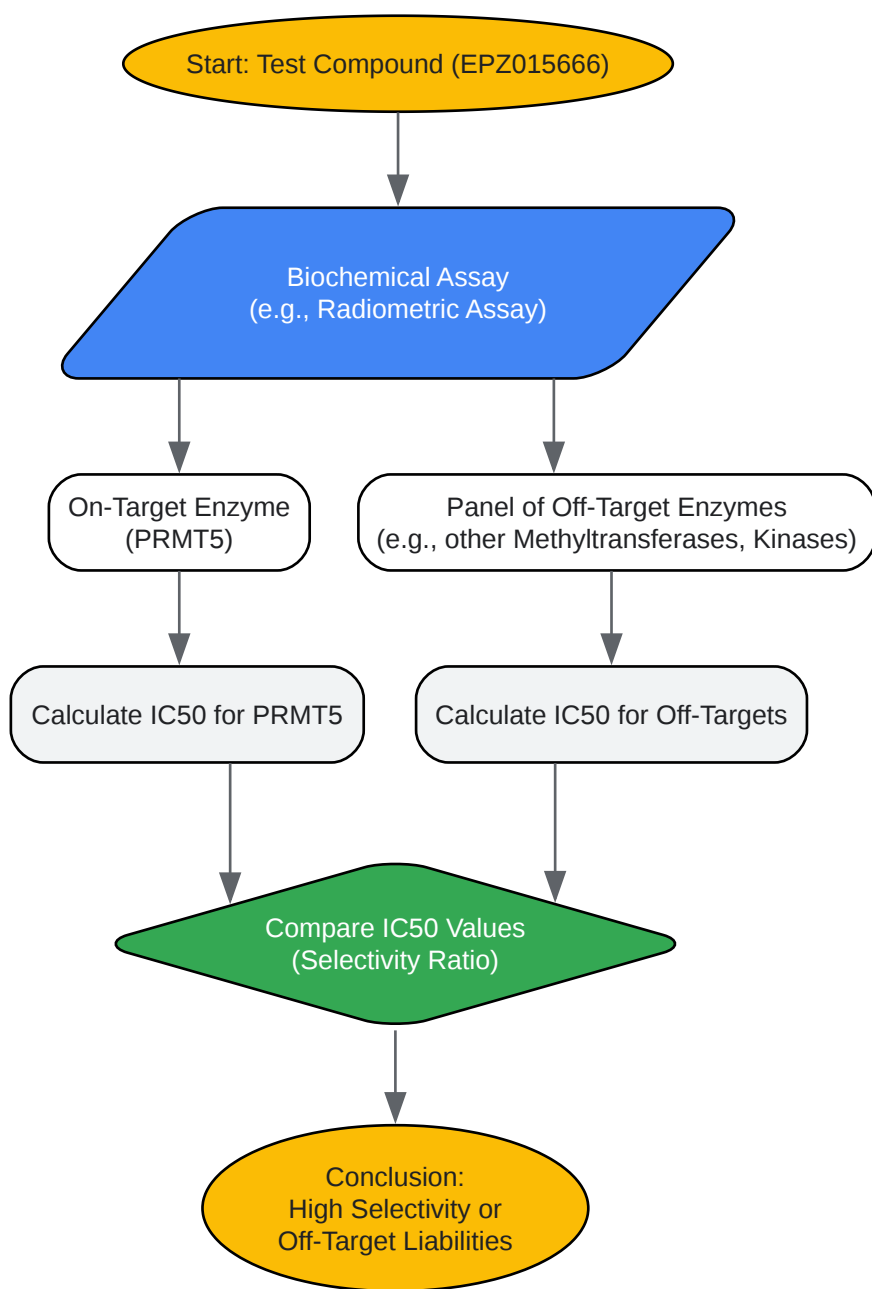 Start: Test Compound (EPZ015666)
Biochemical Assay
(e.g., Radiometric Assay)
On-Target Enzyme
(PRMT5)
Panel of Off-Target Enzymes
(e.g., other Methyltransferases, Kinases)
Calculate IC50 for PRMT5
Calculate IC50 for Off-Targets
Compare IC50 Values
(Selectivity Ratio)
Conclusion:
High Selectivity or
Off-Target Liabilities